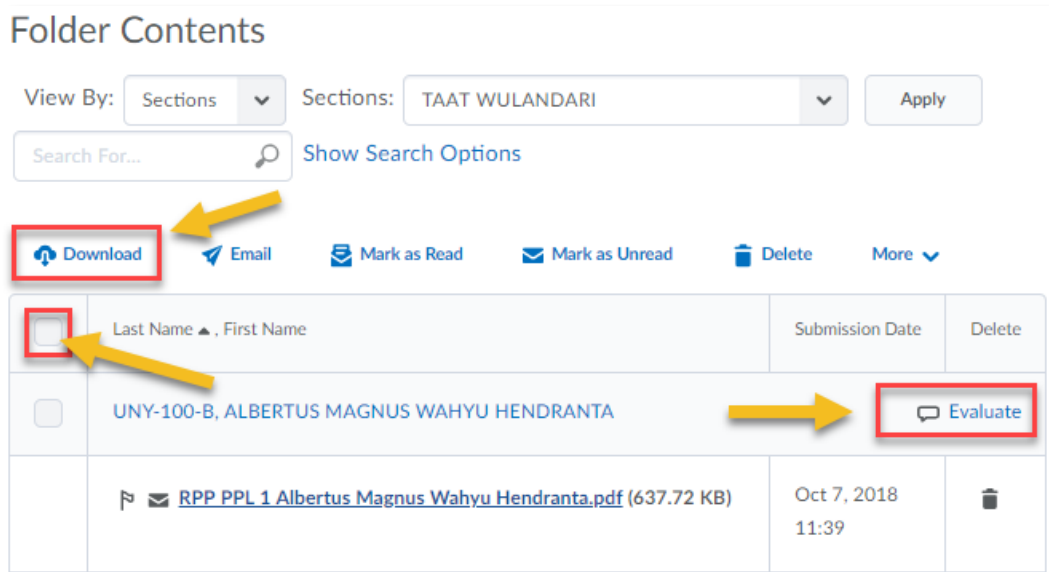 Folder Contents
View By: Sections Sections: TAAT WULANDARI Apply
Search For... Show Search Options
Download Email Mark as Read Mark as Unread Delete More
Last Name , First Name Submission Date Delete
UNY-100-B, ALBERTUS MAGNUS WAHYU HENDRANTA Evaluate
RPP PPL 1 Albertus Magnus Wahyu Hendranta.pdf (637.72 KB) Oct 7, 2018
11:39